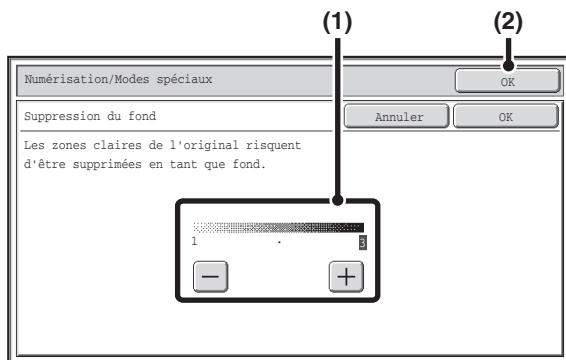 (1) (2)
Numérisation/Modes spéciaux OK
Suppression du fond Annuler OK
Les zones claires de l'original risquent
d'être supprimées en tant que fond.
1 · 3
− +